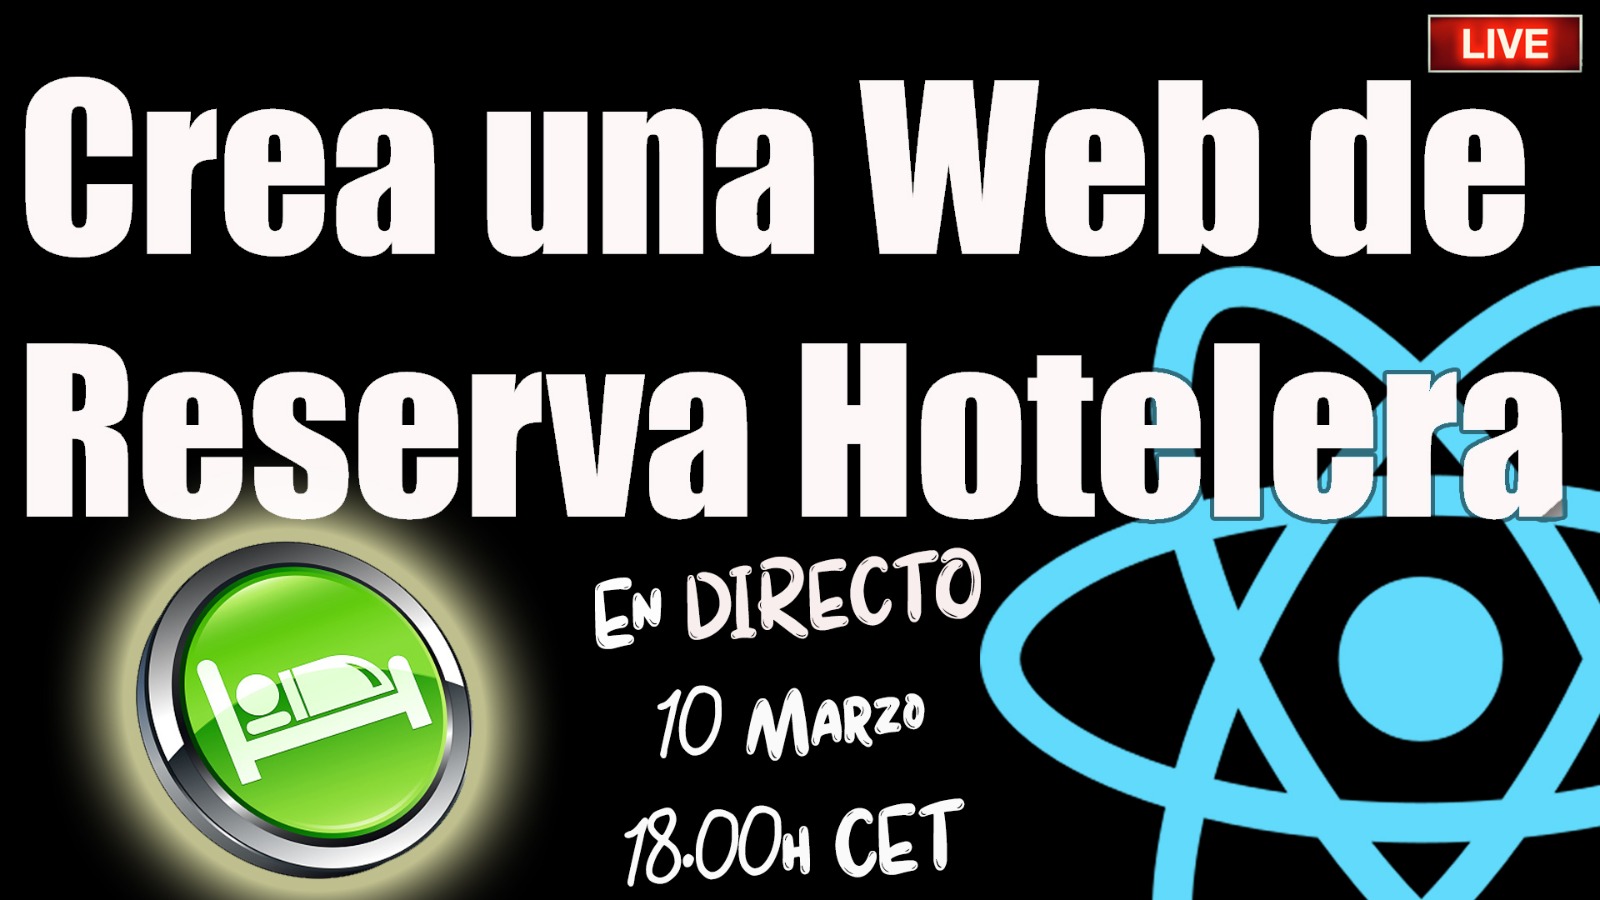 LIVE
Crea una Web de
Reserva Hotelera
En DIRECTO
10 Marzo
18.00h CET